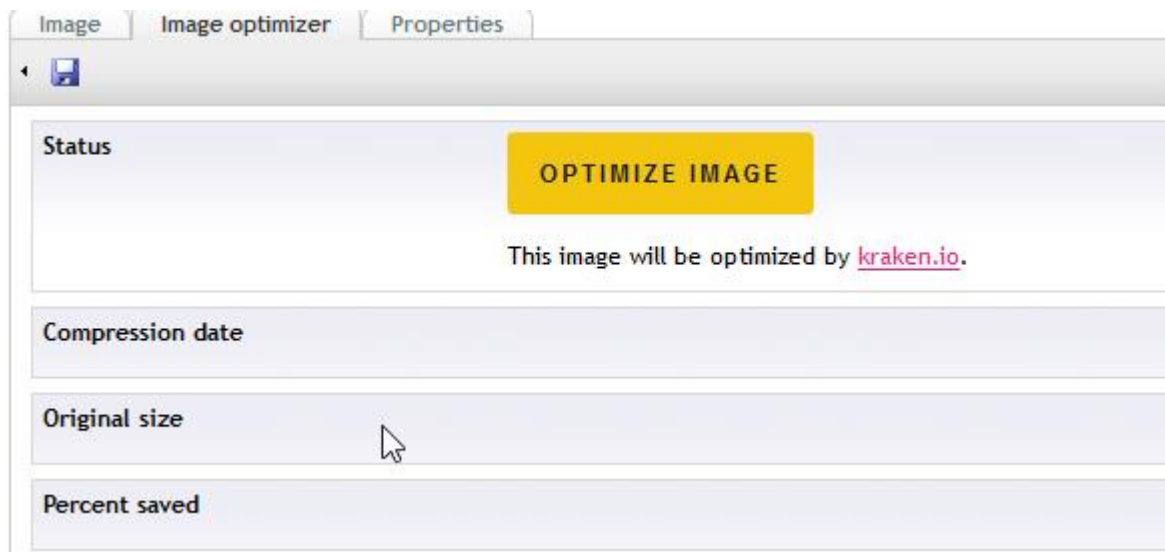 Image Image optimizer Properties
Status
OPTIMIZE IMAGE
This image will be optimized by kraken.io.
Compression date
Original size
Percent saved